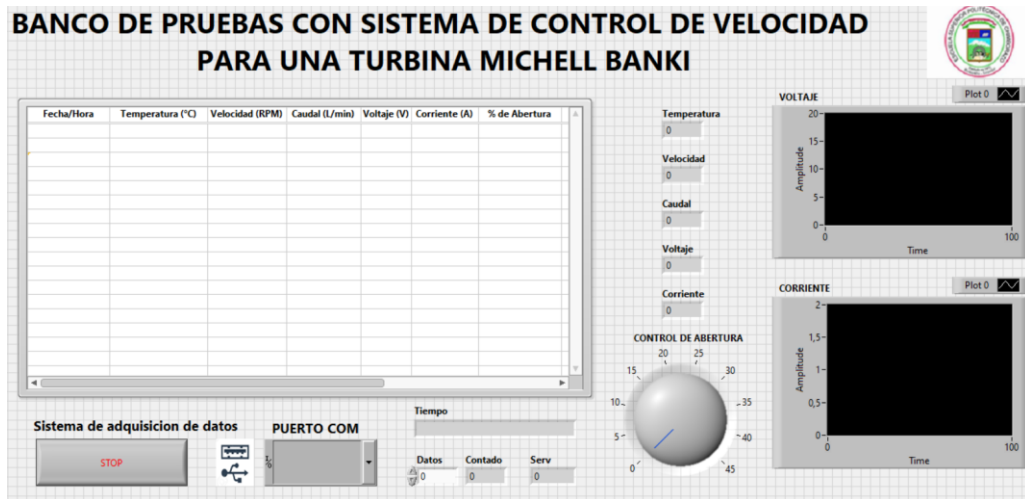 BANCO DE PRUEBAS CON SISTEMA DE CONTROL DE VELOCIDAD
PARA UNA TURBINA MICHELL BANKI
Fecha/Hora Temperatura (°C) Velocidad (RPM) Caudal (L/min) Voltaje (V) Corriente (A) % de Abertura
Temperatura
0
Velocidad
0
Caudal
0
Voltaje
0
Corriente
0
VOLTAJE
Plot 0
20
15
10
5
0
Amplitude
0 100
Time
CORRIENTE
Plot 0
2
1,5
1
0,5
0
Amplitude
0 100
Time
CONTROL DE ABERTURA
0 5 10 15 20 25 30 35 40 45
Sistema de adquisicion de datos
STOP
PUERTO COM
Tiempo
Datos Contado Serv
0 0 0